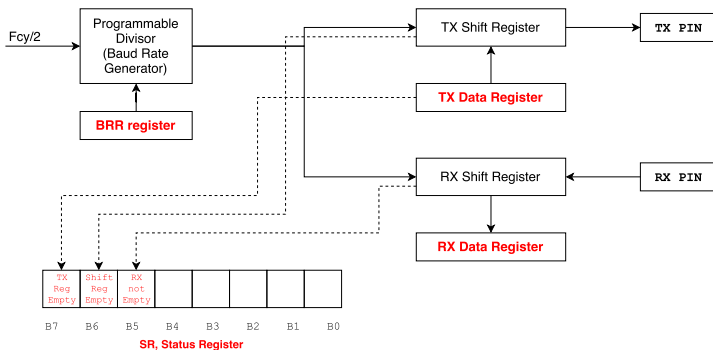 Fcy/2
Programmable
Divisor
(Baud Rate
Generator)
BRR register
TX Shift Register
TX PIN
TX Data Register
RX Shift Register
RX PIN
RX Data Register
TX
Reg
Empty
Shift
Reg
Empty
RX
not
Empty
B7 B6 B5 B4 B3 B2 B1 B0
SR, Status Register